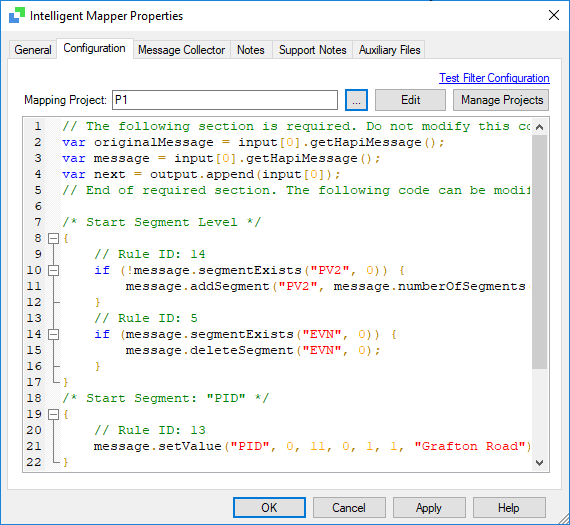 Intelligent Mapper Properties
General Configuration Message Collector Notes Support Notes Auxiliary Files
Test Filter Configuration
Mapping Project: P1 ... Edit Manage Projects
1 // The following section is required. Do not modify this co
2 var originalMessage = input[0].getHapiMessage();
3 var message = input[0].getHapiMessage();
4 var next = output.append(input[0]);
5 // End of required section. The following code can be modi
6
7 /* Start Segment Level */
8 {
9 // Rule ID: 14
10 if (!message.segmentExists("PV2", 0)) {
11 message.addSegment("PV2", message.numberOfSegments
12 }
13 // Rule ID: 5
14 if (message.segmentExists("EVN", 0)) {
15 message.deleteSegment("EVN", 0);
16 }
17 }
18 /* Start Segment: "PID" */
19 {
20 // Rule ID: 13
21 message.setValue("PID", 0, 11, 0, 1, 1, "Grafton Road")
22 }
OK Cancel Apply Help